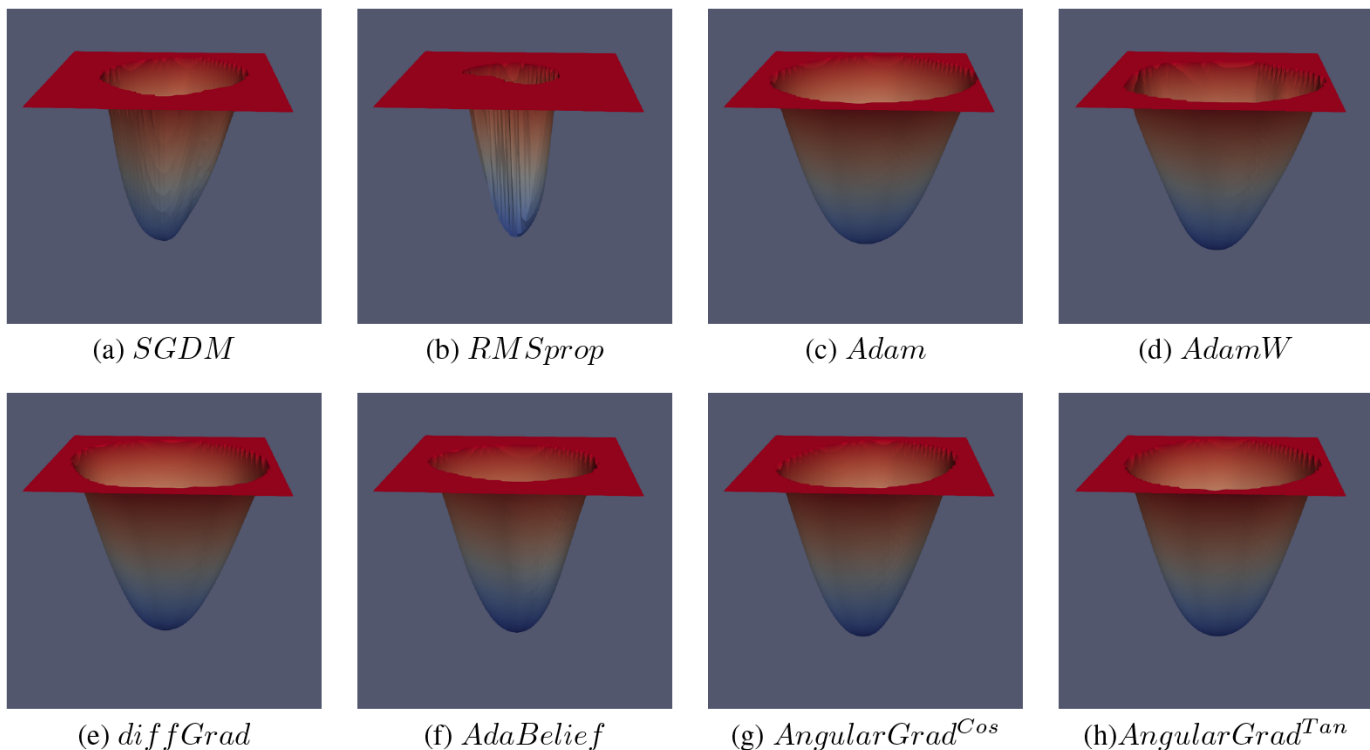 (a) SGDM
(b) RMSprop
(c) Adam
(d) AdamW
(e) diffGrad
(f) AdaBelief
(g) AngularGrad^{Cos}
(h)AngularGrad^{Tan}